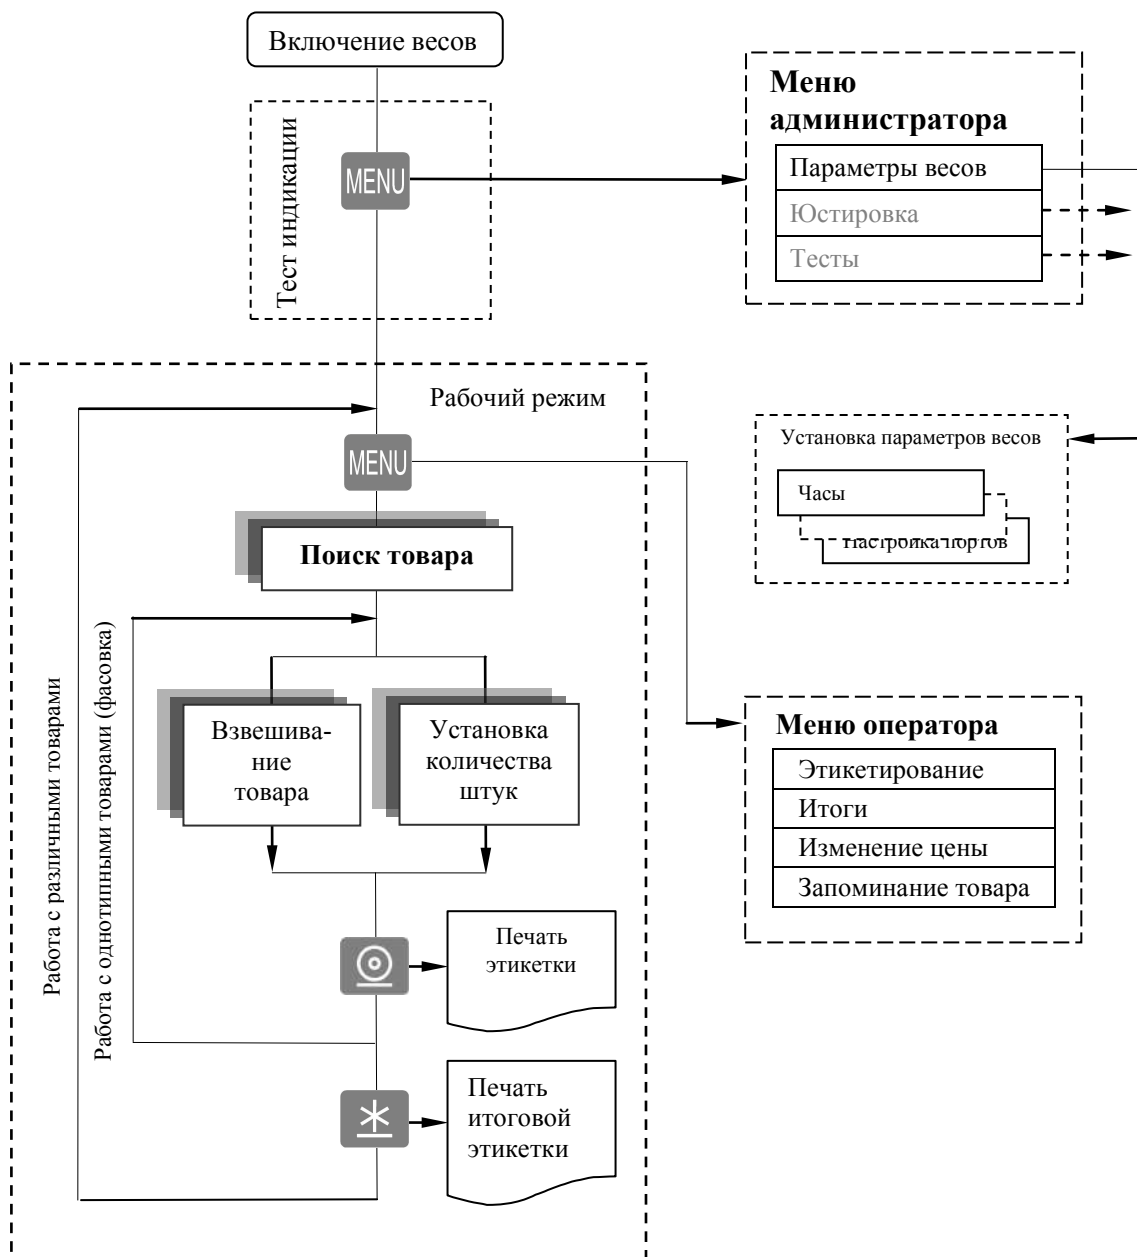 Включение весов
Тест индикации
MENU
Меню
администратора
Параметры весов
Юстировка
Тесты
Рабочий режим
MENU
Установка параметров весов
Часы
Настройка портов
Поиск товара
Работа с различными товарами
Работа с однотипными товарами (фасовка)
Взвешива-
ние
товара
Установка
количества
штук
Меню оператора
Этикетирование
Итоги
Изменение цены
Запоминание товара
Печать
этикетки
Печать
итоговой
этикетки